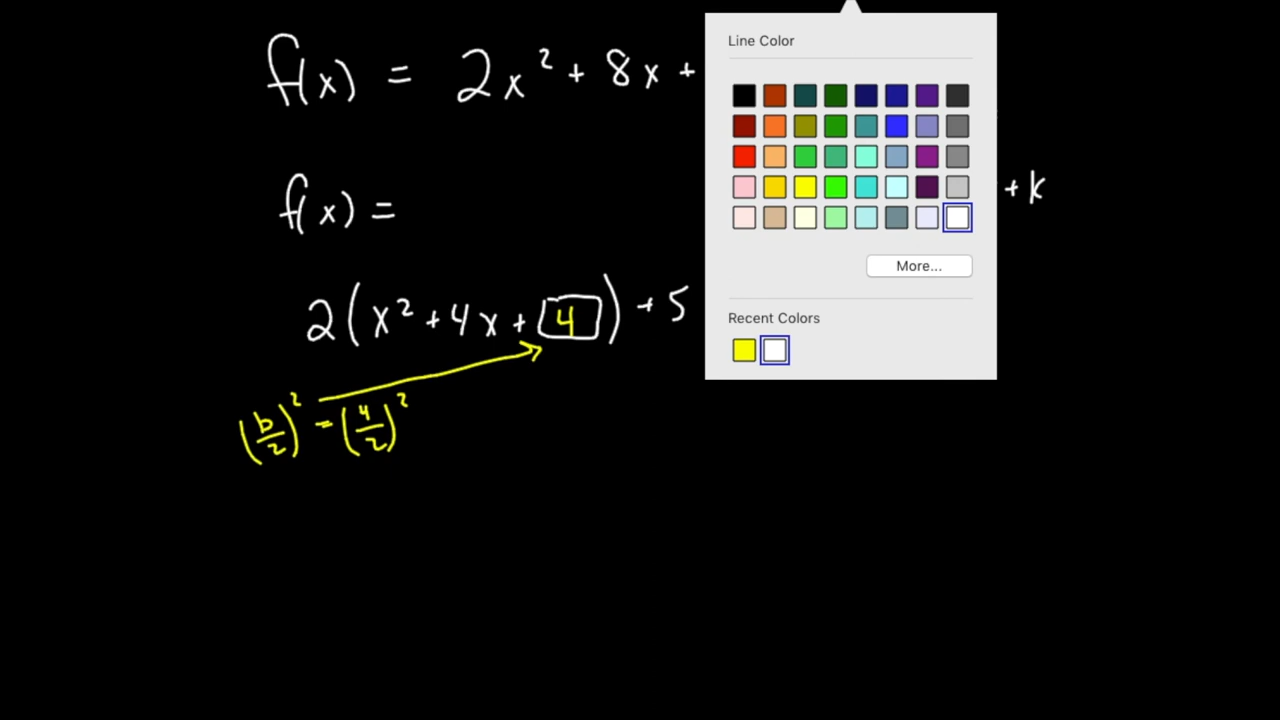 f(x) = 2x² + 8x +
+ k
f(x) =
2(x² + 4x + 4) + 5
(b/2)² = (4/2)²
Line Color
More...
Recent Colors